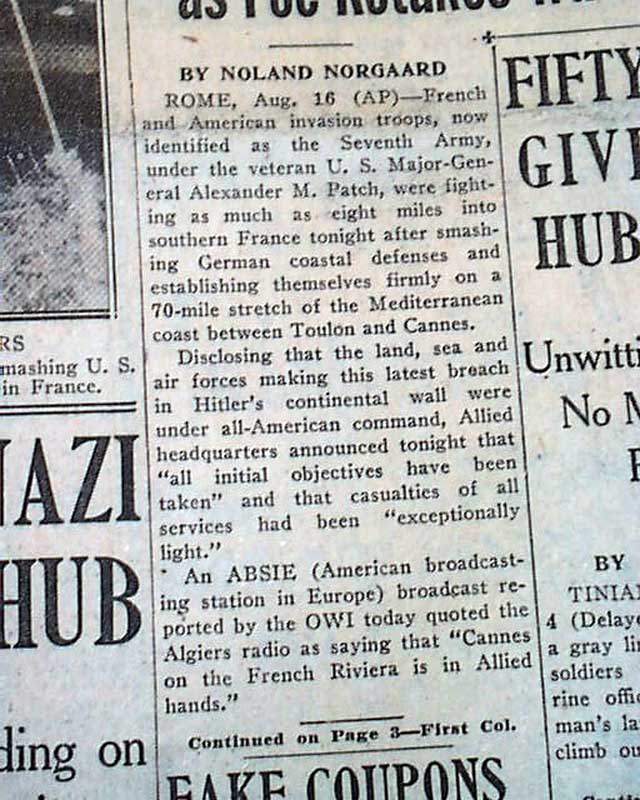 BY NOLAND NORGAARD
ROME, Aug. 16 (AP)—French
and American invasion troops, now
identified as the Seventh Army,
under the veteran U. S. Major-Gen-
eral Alexander M. Patch, were fight-
ing as much as eight miles into
southern France tonight after smash-
ing German coastal defenses and
establishing themselves firmly on a
70-mile stretch of the Mediterranean
coast between Toulon and Cannes.
Disclosing that the land, sea and
air forces making this latest breach
in Hitler's continental wall were
under all-American command, Allied
headquarters announced tonight that
“all initial objectives have been
taken” and that casualties of all
services had been “exceptionally
light.”
An ABSIE (American broadcast-
ing station in Europe) broadcast re-
ported by the OWI today quoted the
Algiers radio as saying that “Cannes
on the French Riviera is in Allied
hands.”
Continued on Page 3—First Col.
FAKE COUPONS
RS
mashing U. S.
in France.
NAZI
HUB
ding on
FIFTY
GIV
HUB
Unwitti
No M
BY
TINIAN
4 (Delaye
a gray lin
soldiers
rine offic
man's la
climb ou